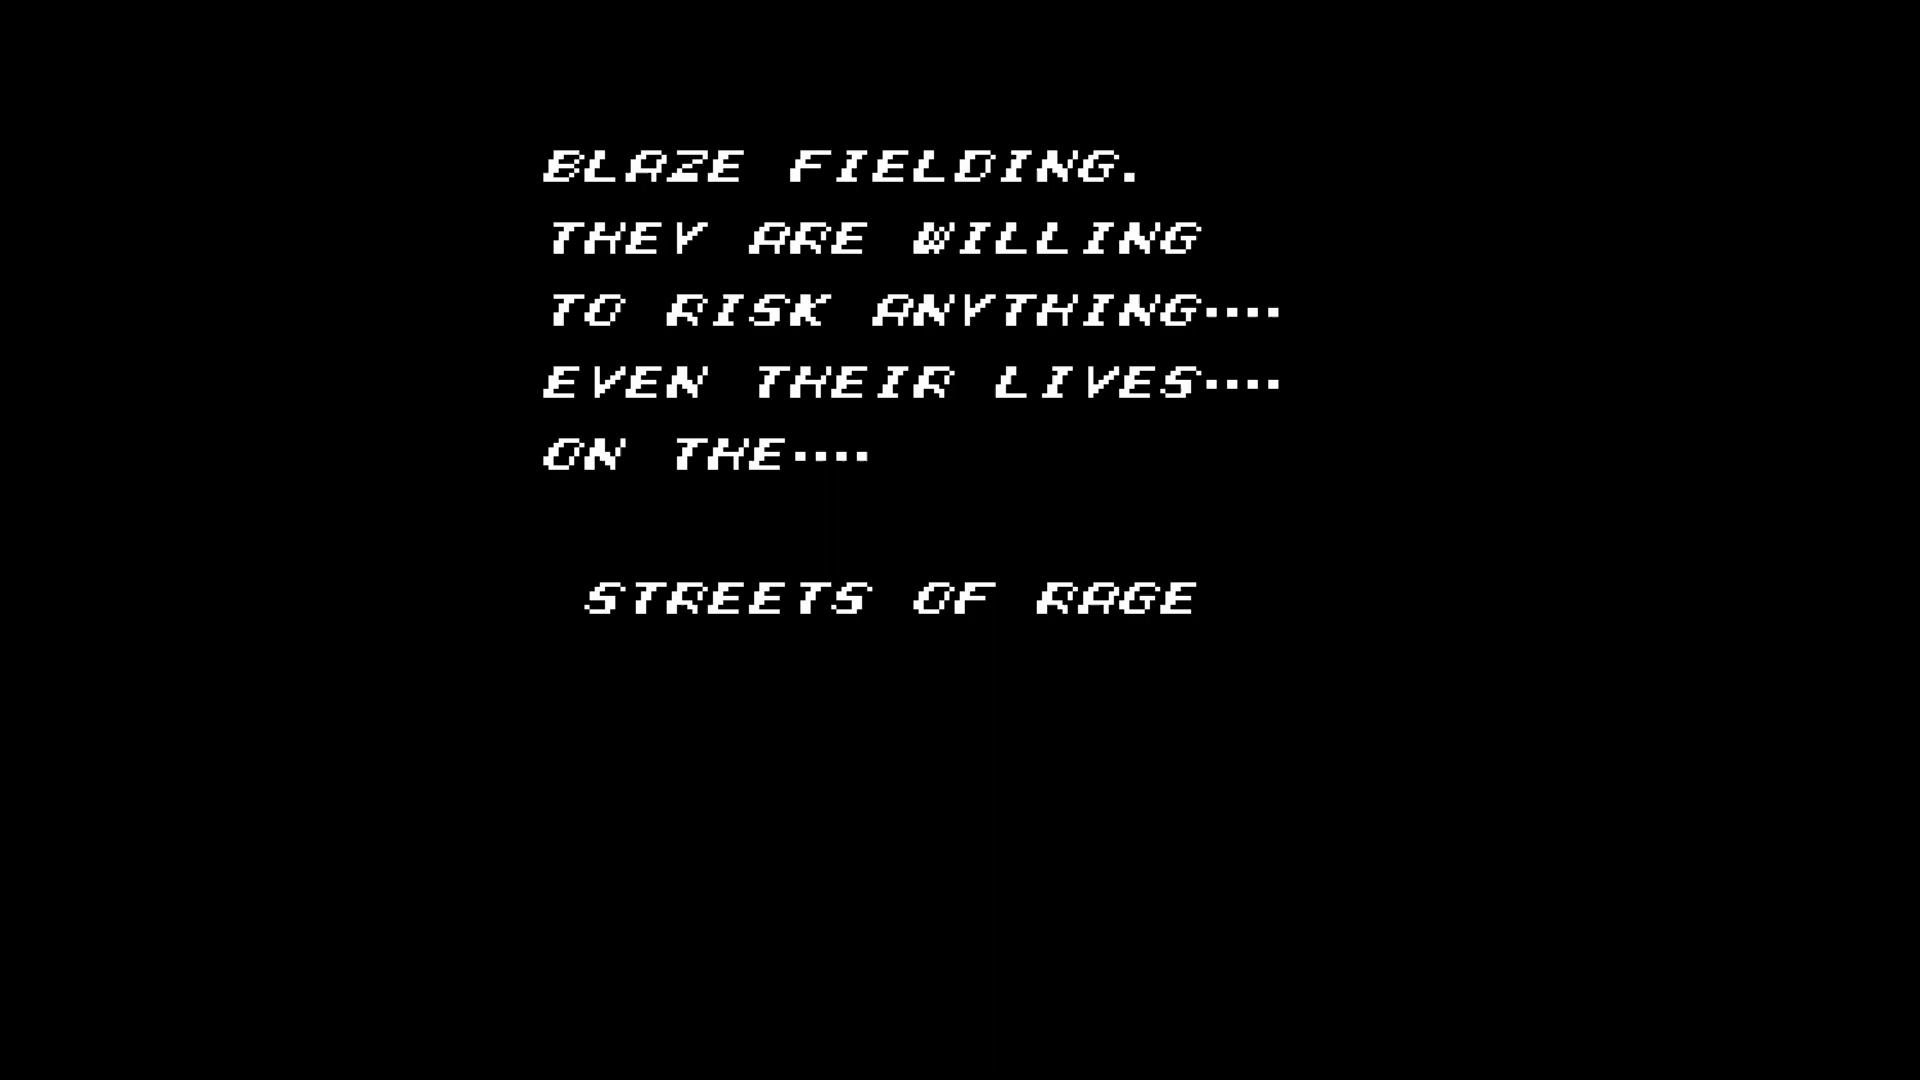 BLAZE FIELDING.
THEY ARE WILLING
TO RISK ANYTHING····
EVEN THEIR LIVES····
ON THE····
STREETS OF RAGE